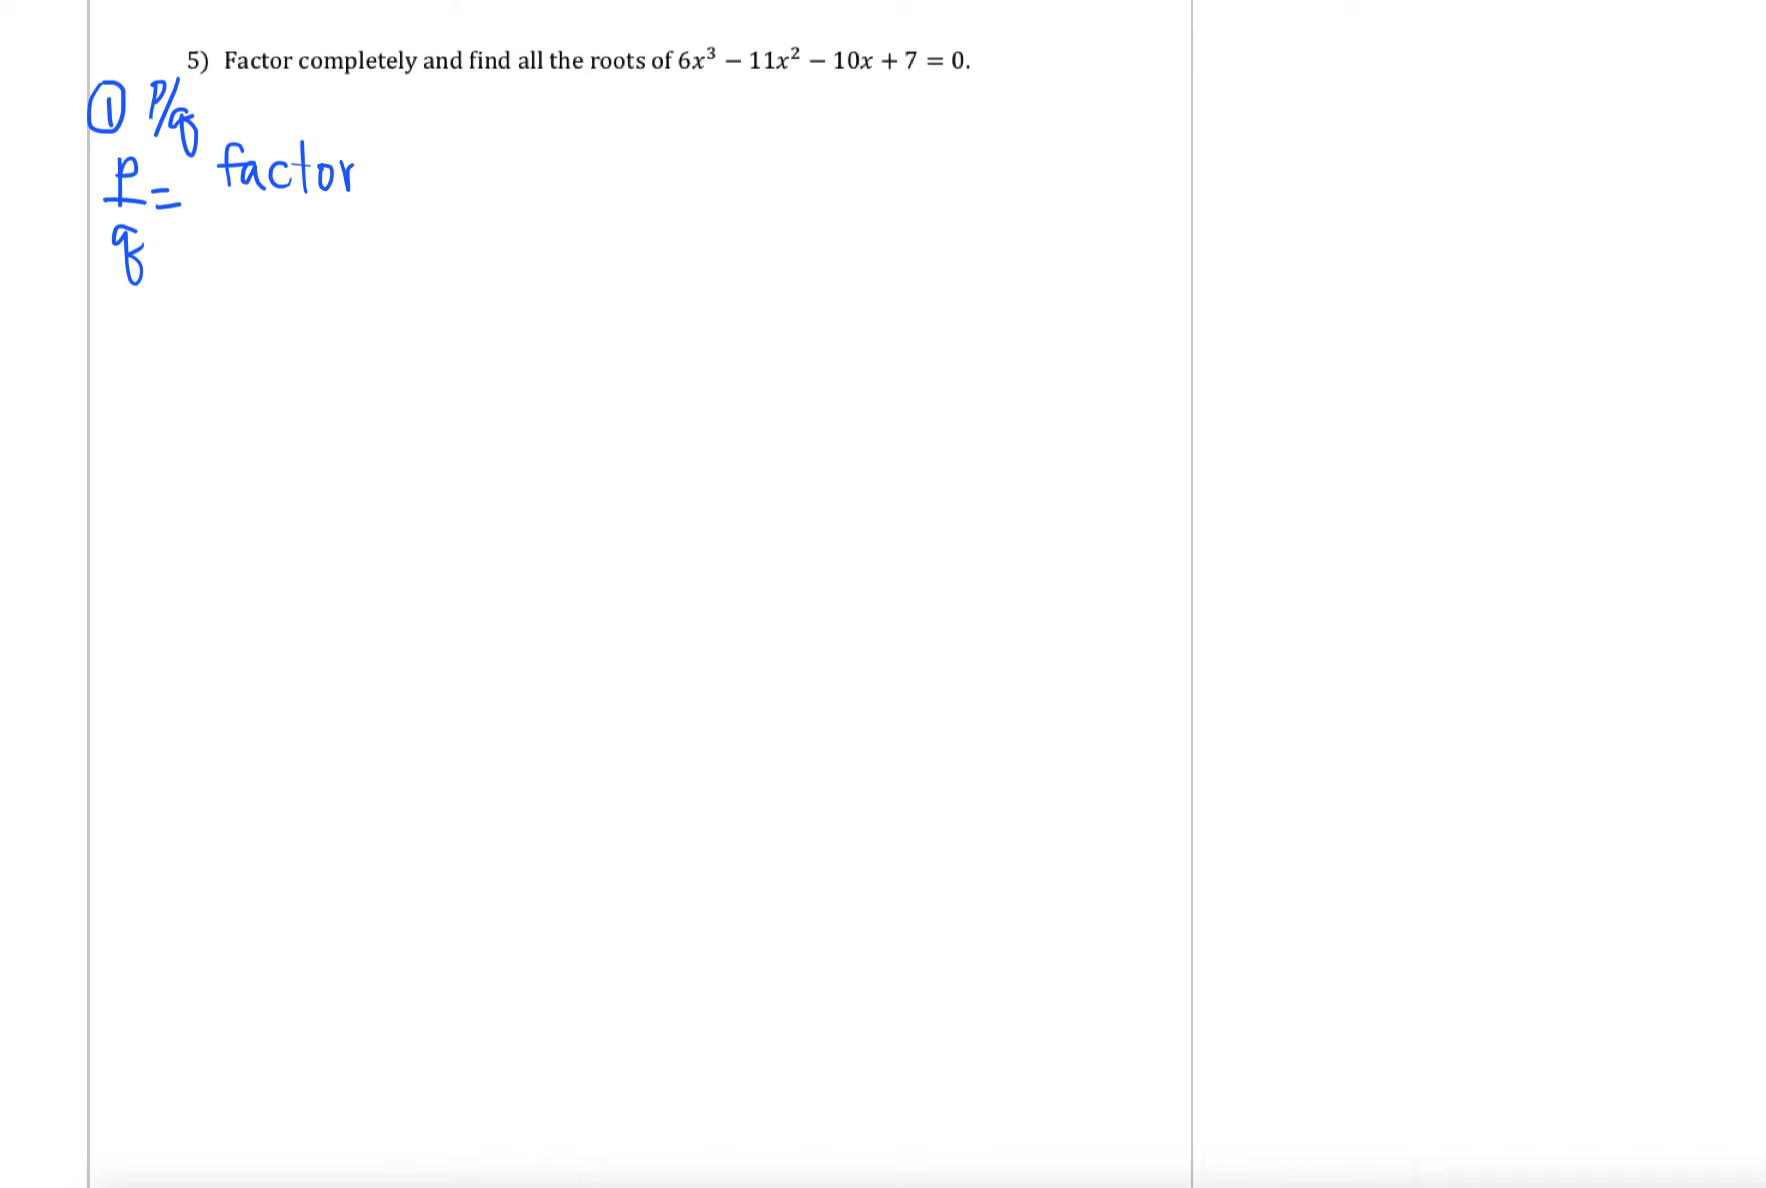 5) Factor completely and find all the roots of 6x³ − 11x² − 10x + 7 = 0.
① P/q
p/q = factor